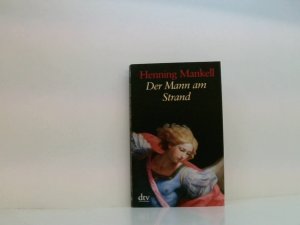 Henning Mankell
Der Mann am
Strand
dtv